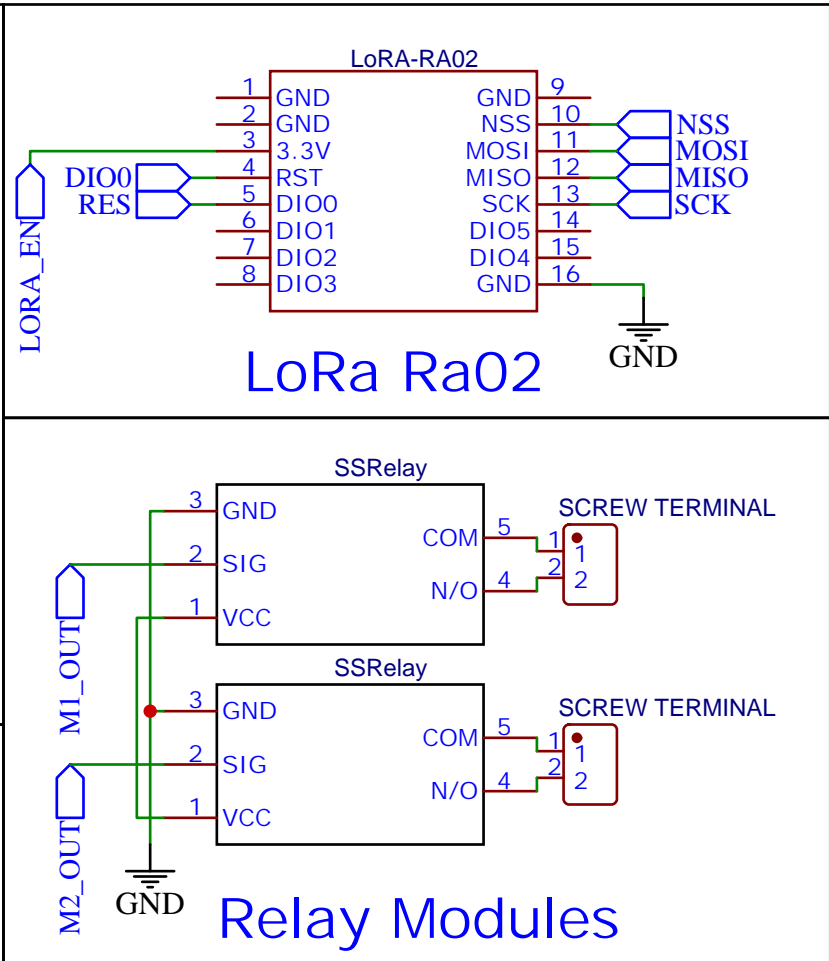 LoRA-RA02
1 GND GND 9
2 GND NSS 10 NSS
3 3.3V MOSI 11 MOSI
DIO0 4 RST MISO 12 MISO
RES 5 DIO0 SCK 13 SCK
6 DIO1 DIO5 14
7 DIO2 DIO4 15
8 DIO3 GND 16
LORA_EN
GND
LoRa Ra02
SSRelay
SCREW TERMINAL
3 GND
COM 5 1 1
2 SIG
N/O 4 2 2
1 VCC
M1_OUT
SSRelay
SCREW TERMINAL
3 GND
COM 5 1 1
2 SIG
N/O 4 2 2
1 VCC
M2_OUT
GND
Relay Modules